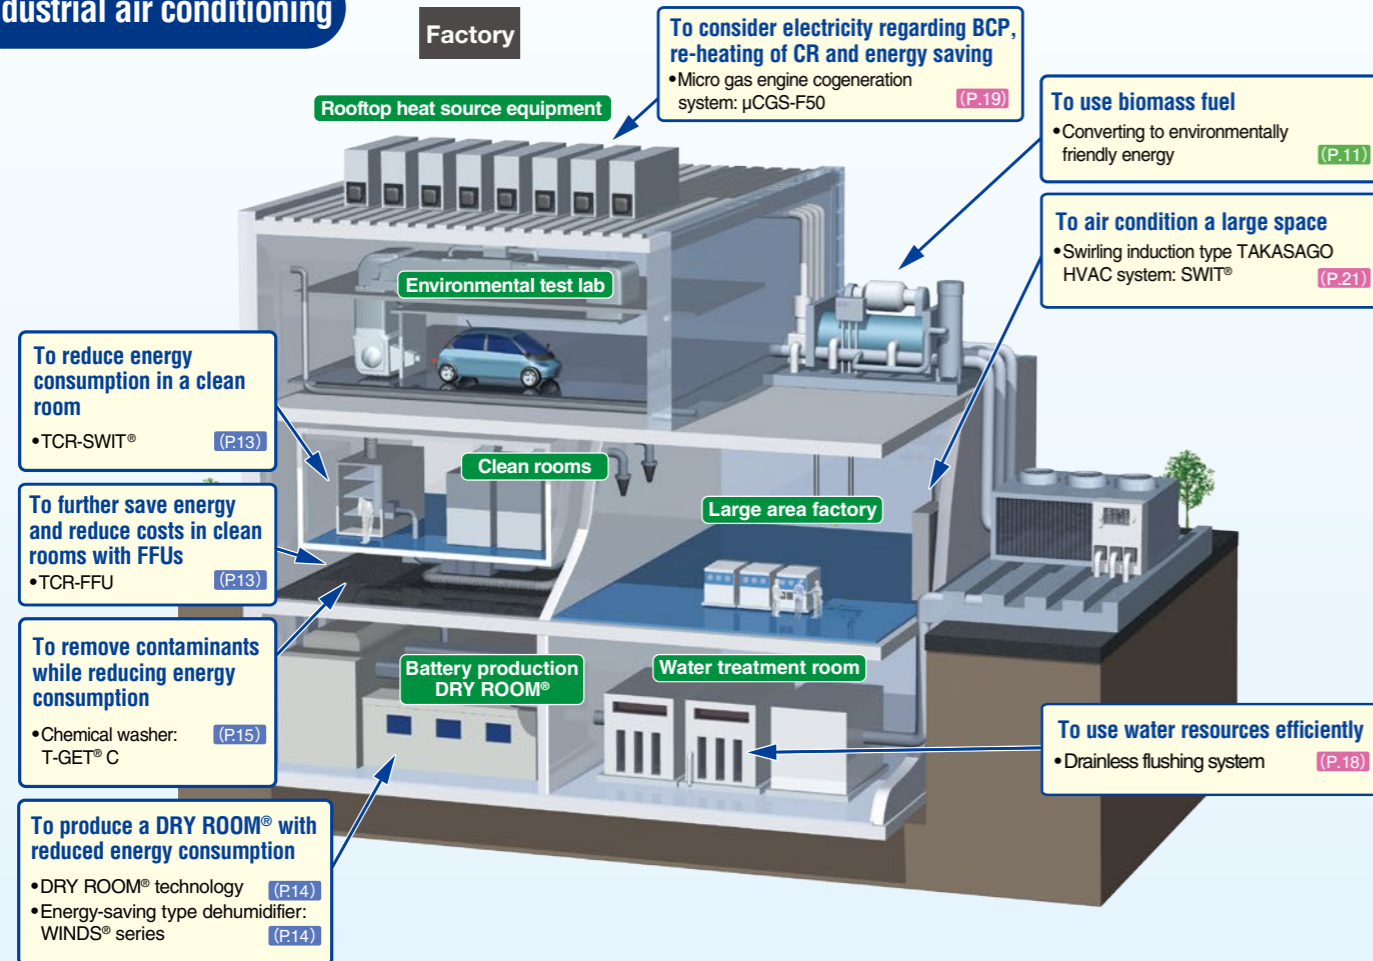 dustrial air conditioning
Factory
To consider electricity regarding BCP,
re-heating of CR and energy saving
•Micro gas engine cogeneration
system: μCGS-F50
(P.19)
Rooftop heat source equipment
To use biomass fuel
•Converting to environmentally
friendly energy
(P.11)
To air condition a large space
•Swirling induction type TAKASAGO
HVAC system: SWIT®
(P.21)
Environmental test lab
To reduce energy
consumption in a clean
room
•TCR-SWIT®
(P.13)
Clean rooms
To further save energy
and reduce costs in clean
rooms with FFUs
•TCR-FFU
(P.13)
Large area factory
To remove contaminants
while reducing energy
consumption
•Chemical washer:
T-GET® C
(P.15)
Battery production
DRY ROOM®
Water treatment room
To use water resources efficiently
•Drainless flushing system
(P.18)
To produce a DRY ROOM® with
reduced energy consumption
•DRY ROOM® technology
(P.14)
•Energy-saving type dehumidifier:
WINDS® series
(P.14)